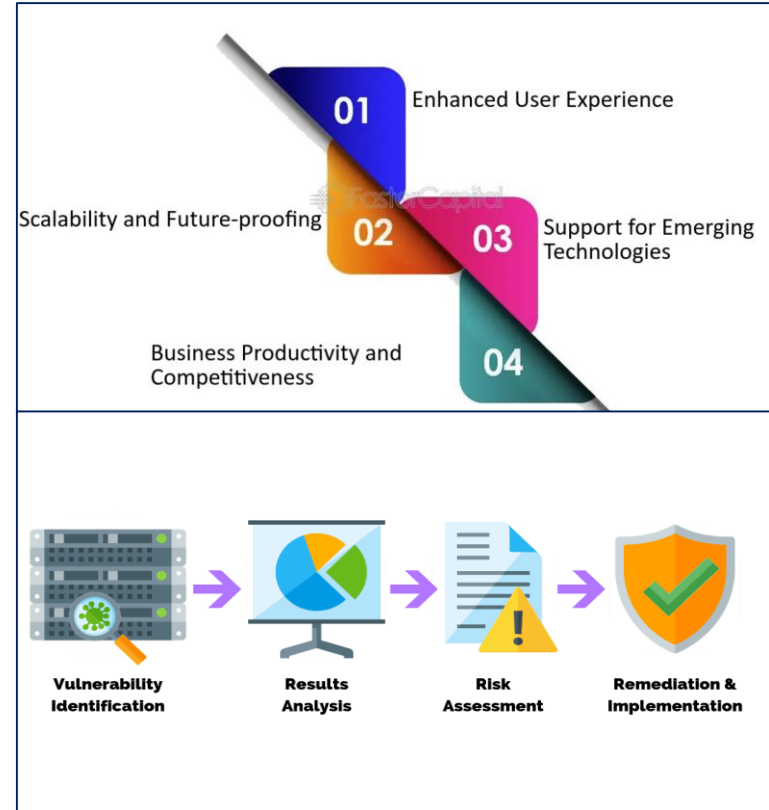 01
Enhanced User Experience
FasterCapital
Scalability and Future-proofing
02
03
Support for Emerging
Technologies
Business Productivity and
Competitiveness
04
Vulnerability
Identification
Results
Analysis
Risk
Assessment
Remediation &
Implementation